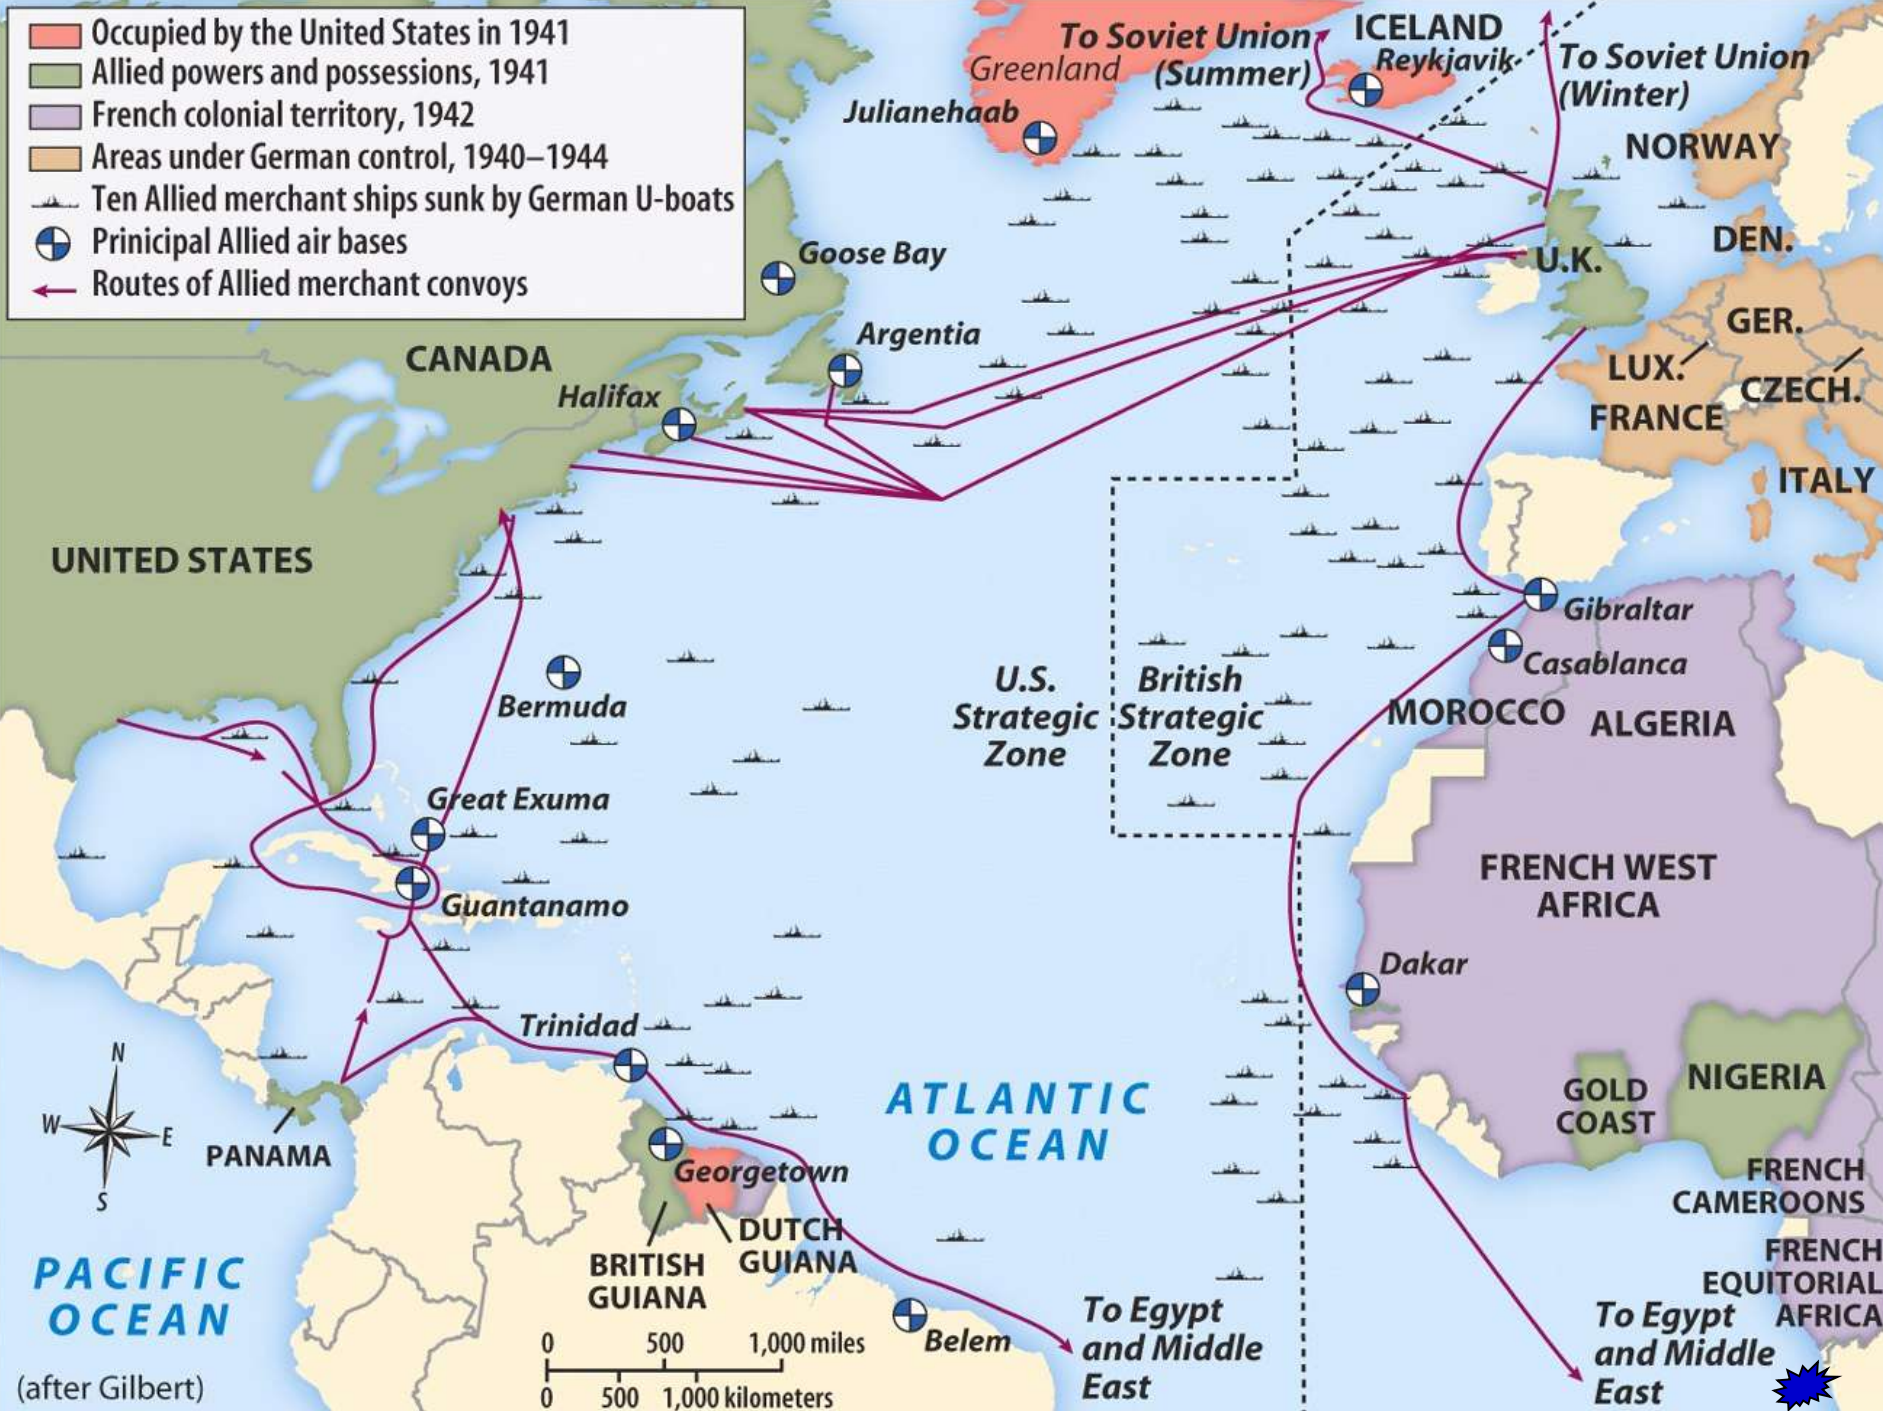 Occupied by the United States in 1941
Allied powers and possessions, 1941
French colonial territory, 1942
Areas under German control, 1940–1944
Ten Allied merchant ships sunk by German U-boats
Prinicipal Allied air bases
Routes of Allied merchant convoys
To Soviet Union
(Summer)
ICELAND
Reykjavik
To Soviet Union
(Winter)
Greenland
Julianehaab
NORWAY
Goose Bay
DEN.
U.K.
Argentia
GER.
CANADA
LUX.
CZECH.
Halifax
FRANCE
ITALY
UNITED STATES
Gibraltar
Casablanca
Bermuda
U.S.
Strategic
Zone
British
Strategic
Zone
MOROCCO
ALGERIA
Great Exuma
FRENCH WEST
AFRICA
Guantanamo
Dakar
Trinidad
N
W
E
S
PANAMA
ATLANTIC
OCEAN
GOLD
COAST
NIGERIA
Georgetown
FRENCH
CAMEROONS
DUTCH
GUIANA
BRITISH
GUIANA
FRENCH
EQUITORIAL
AFRICA
PACIFIC
OCEAN
To Egypt
and Middle
East
To Egypt
and Middle
East
Belem
0 500 1,000 miles
0 500 1,000 kilometers
(after Gilbert)